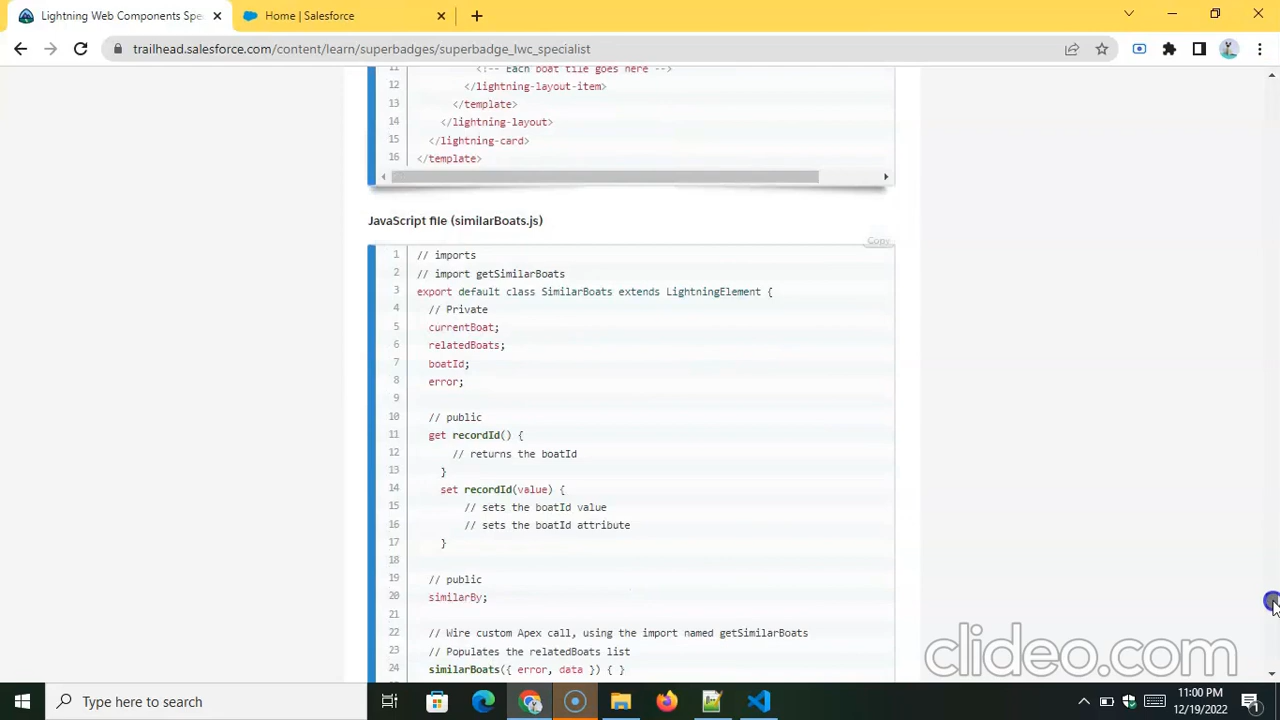 Lightning Web Components Spe
Home | Salesforce
trailhead.salesforce.com/content/learn/superbadges/superbadge_lwc_specialist
11 <!-- Each boat tile goes here -->
12 </lightning-layout-item>
13 </template>
14 </lightning-layout>
15 </lightning-card>
16 </template>
JavaScript file (similarBoats.js)
Copy
1 // imports
2 // import getSimilarBoats
3 export default class SimilarBoats extends LightningElement {
4 // Private
5 currentBoat;
6 relatedBoats;
7 boatId;
8 error;
9
10 // public
11 get recordId() {
12 // returns the boatId
13 }
14 set recordId(value) {
15 // sets the boatId value
16 // sets the boatId attribute
17 }
18
19 // public
20 similarBy;
21
22 // Wire custom Apex call, using the import named getSimilarBoats
23 // Populates the relatedBoats list
24 similarBoats({ error, data }) { }
clideo.com
Type here to search
11:00 PM
12/19/2022
1